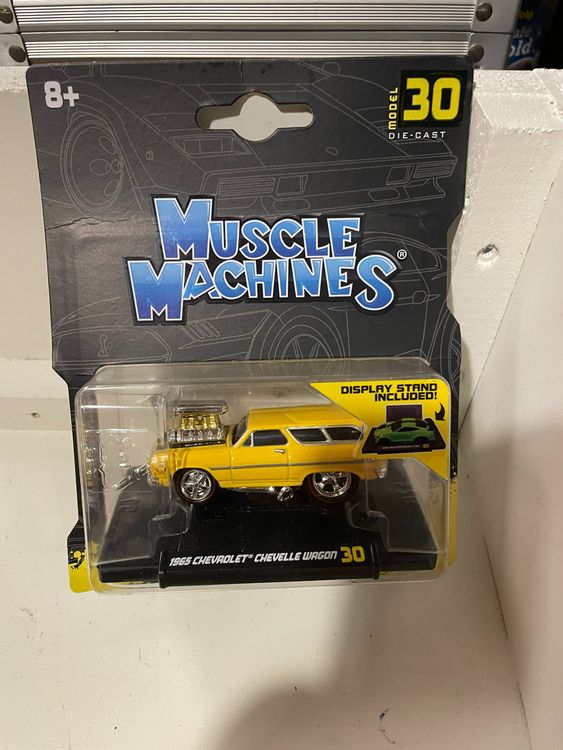 8+
MODEL
30
DIE-CAST
MUSCLE
MACHINES®
DISPLAY STAND
INCLUDED!
1965 CHEVROLET® CHEVELLE WAGON 30